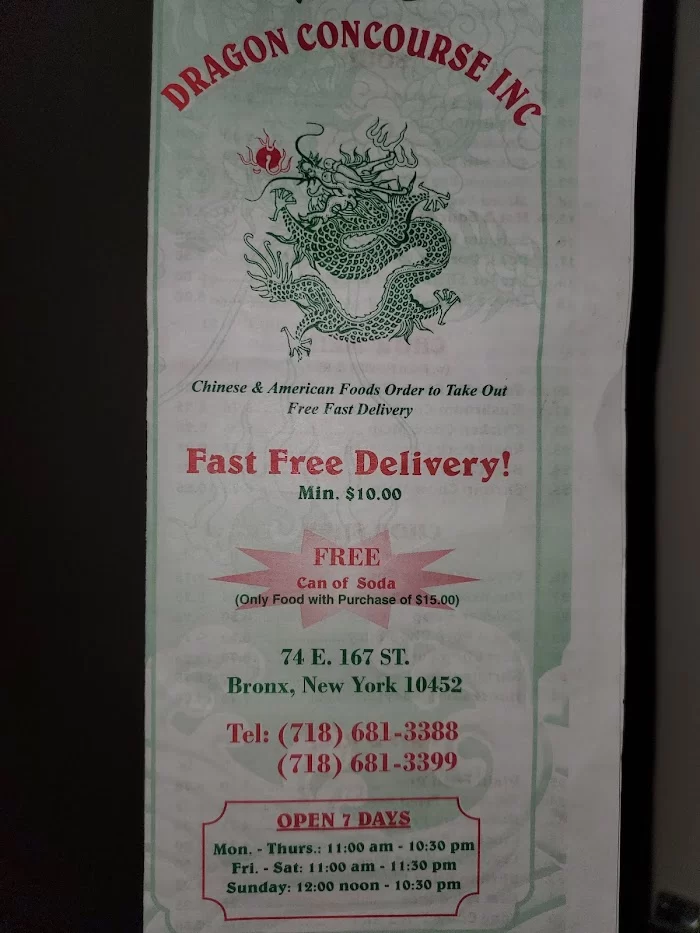 DRAGON CONCOURSE INC
Chinese & American Foods Order to Take Out
Free Fast Delivery
Fast Free Delivery!
Min. $10.00
FREE
Can of Soda
(Only Food with Purchase of $15.00)
74 E. 167 ST.
Bronx, New York 10452
Tel: (718) 681-3388
(718) 681-3399
OPEN 7 DAYS
Mon. - Thurs.: 11:00 am - 10:30 pm
Fri. - Sat: 11:00 am - 11:30 pm
Sunday: 12:00 noon - 10:30 pm